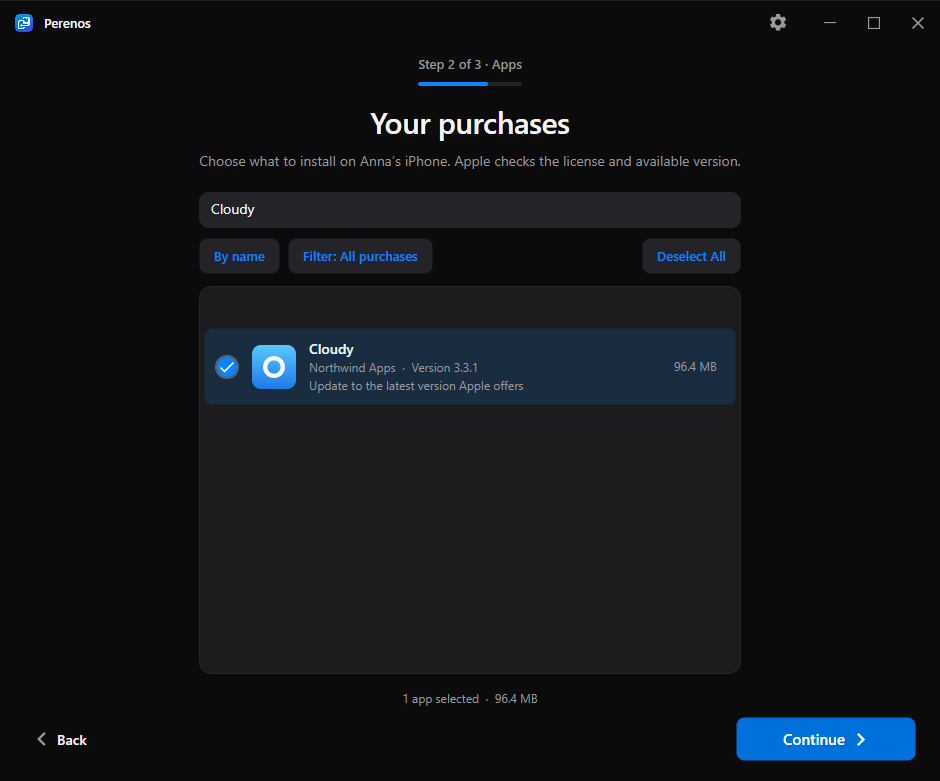 Perenos
Step 2 of 3 · Apps
Your purchases
Choose what to install on Anna's iPhone. Apple checks the license and available version.
Cloudy
By name
Filter: All purchases
Deselect All
Cloudy
Northwind Apps · Version 3.3.1
96.4 MB
Update to the latest version Apple offers
1 app selected · 96.4 MB
Back
Continue